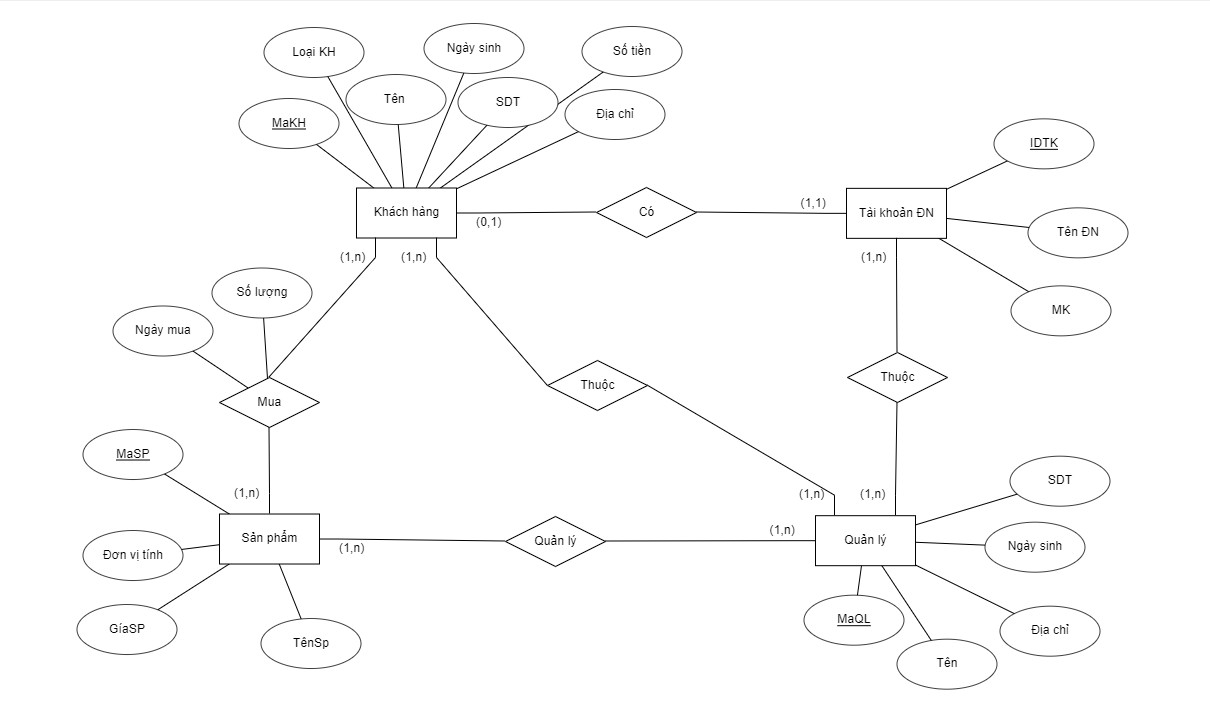 Loại KH
Ngày sinh
Số tiền
Tên
SDT
Địa chỉ
MaKH
IDTK
Khách hàng
(0,1)
Có
(1,1)
Tài khoản ĐN
Tên ĐN
(1,n)
(1,n)
(1,n)
Số lượng
MK
Ngày mua
Thuộc
Thuộc
Mua
MaSP
(1,n)
(1,n)
(1,n)
SDT
Sản phẩm
(1,n)
Quản lý
(1,n)
Quản lý
Ngày sinh
Đơn vị tính
GíaSP
TênSp
MaQL
Địa chỉ
Tên